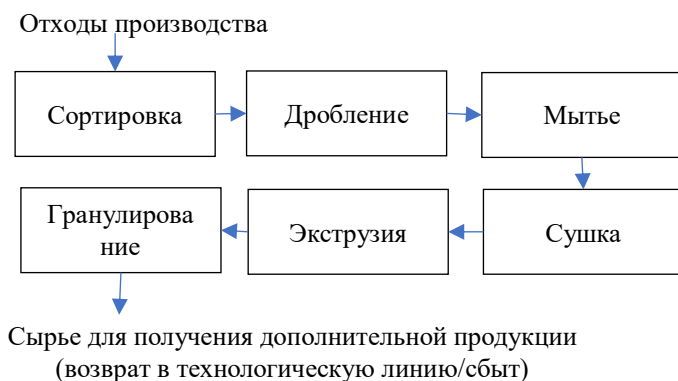 Отходы производства
Сортировка
Дробление
Мытье
Гранулирова
ние
Экструзия
Сушка
Сырье для получения дополнительной продукции
(возврат в технологическую линию/сбыт)